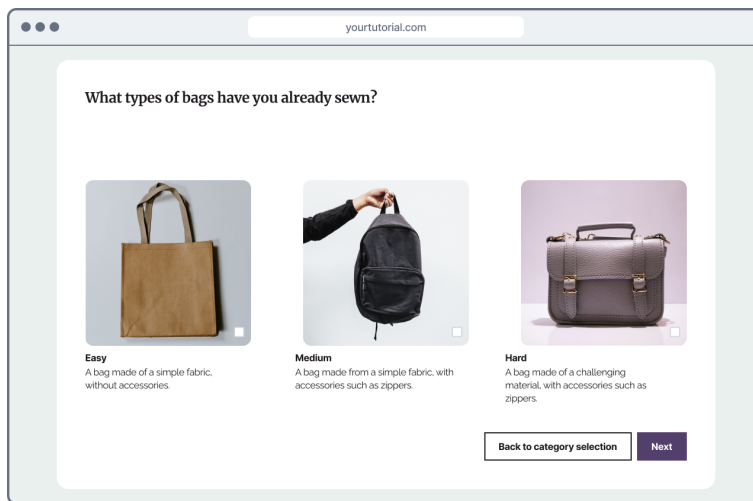 yourtutorial.com
What types of bags have you already sewn?
Easy
A bag made of a simple fabric,
without accessories.
Medium
A bag made from a simple fabric, with
accessories such as zippers.
Hard
A bag made of a challenging
material, with accessories such as
zippers.
Back to category selection
Next